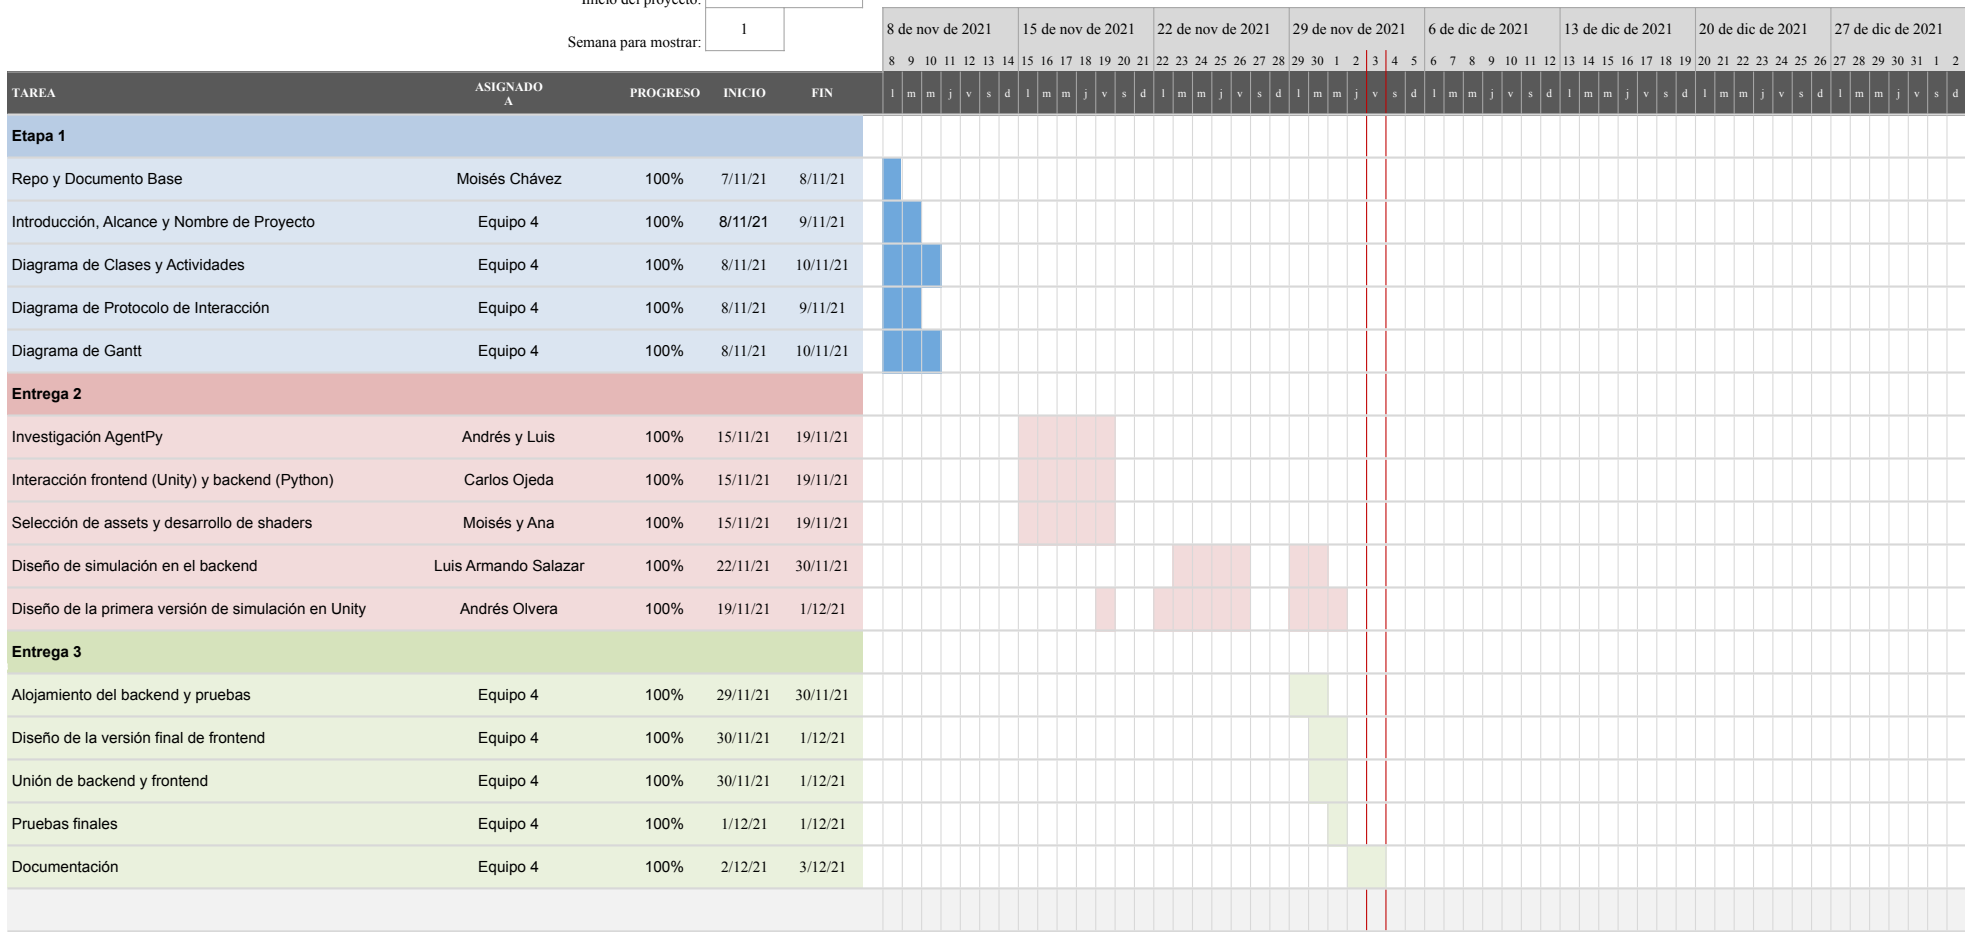 Inicio del proyecto:
Semana para mostrar: 1
8 de nov de 2021 15 de nov de 2021 22 de nov de 2021 29 de nov de 2021 6 de dic de 2021 13 de dic de 2021 20 de dic de 2021 27 de dic de 2021
8 9 10 11 12 13 14 15 16 17 18 19 20 21 22 23 24 25 26 27 28 29 30 1 2 3 4 5 6 7 8 9 10 11 12 13 14 15 16 17 18 19 20 21 22 23 24 25 26 27 28 29 30 31 1 2
TAREA ASIGNADO A PROGRESO INICIO FIN l m m j v s d l m m j v s d l m m j v s d l m m j v s d l m m j v s d l m m j v s d l m m j v s d l m m j v s d
Etapa 1
Repo y Documento Base Moisés Chávez 100% 7/11/21 8/11/21
Introducción, Alcance y Nombre de Proyecto Equipo 4 100% 8/11/21 9/11/21
Diagrama de Clases y Actividades Equipo 4 100% 8/11/21 10/11/21
Diagrama de Protocolo de Interacción Equipo 4 100% 8/11/21 9/11/21
Diagrama de Gantt Equipo 4 100% 8/11/21 10/11/21
Entrega 2
Investigación AgentPy Andrés y Luis 100% 15/11/21 19/11/21
Interacción frontend (Unity) y backend (Python) Carlos Ojeda 100% 15/11/21 19/11/21
Selección de assets y desarrollo de shaders Moisés y Ana 100% 15/11/21 19/11/21
Diseño de simulación en el backend Luis Armando Salazar 100% 22/11/21 30/11/21
Diseño de la primera versión de simulación en Unity Andrés Olvera 100% 19/11/21 1/12/21
Entrega 3
Alojamiento del backend y pruebas Equipo 4 100% 29/11/21 30/11/21
Diseño de la versión final de frontend Equipo 4 100% 30/11/21 1/12/21
Unión de backend y frontend Equipo 4 100% 30/11/21 1/12/21
Pruebas finales Equipo 4 100% 1/12/21 1/12/21
Documentación Equipo 4 100% 2/12/21 3/12/21